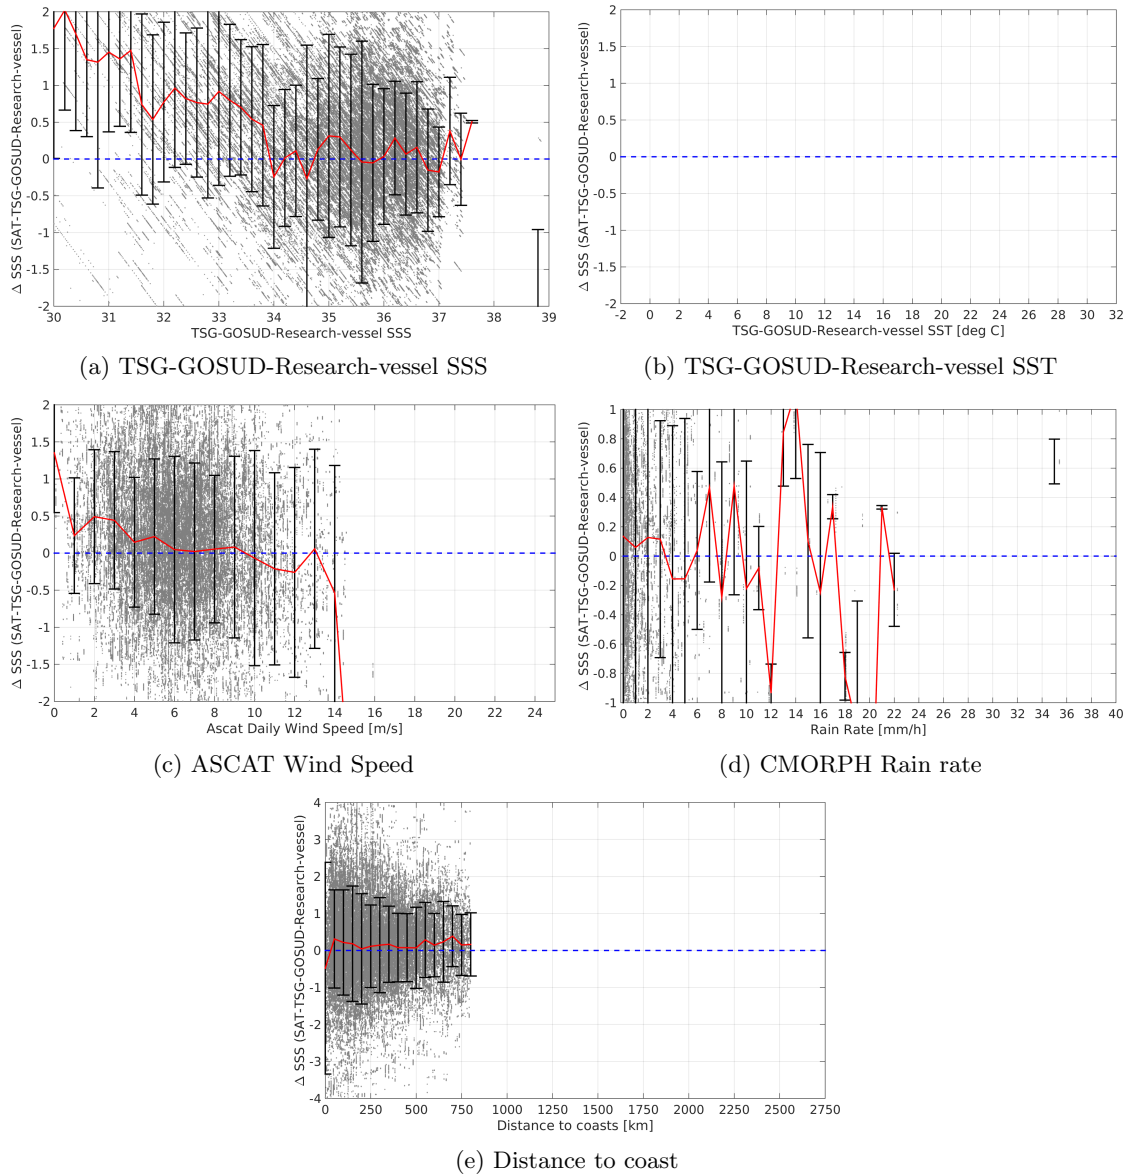 Δ SSS (SAT-TSG-GOSUD-Research-vessel)
2
1.5
1
0.5
0
-0.5
-1
-1.5
-2
30 31 32 33 34 35 36 37 38 39
TSG-GOSUD-Research-vessel SSS
(a) TSG-GOSUD-Research-vessel SSS
Δ SSS (SAT-TSG-GOSUD-Research-vessel)
2
1.5
1
0.5
0
-0.5
-1
-1.5
-2
-2 0 2 4 6 8 10 12 14 16 18 20 22 24 26 28 30 32
TSG-GOSUD-Research-vessel SST [deg C]
(b) TSG-GOSUD-Research-vessel SST
Δ SSS (SAT-TSG-GOSUD-Research-vessel)
2
1.5
1
0.5
0
-0.5
-1
-1.5
-2
0 2 4 6 8 10 12 14 16 18 20 22 24
Ascat Daily Wind Speed [m/s]
(c) ASCAT Wind Speed
Δ SSS (SAT-TSG-GOSUD-Research-vessel)
1
0.8
0.6
0.4
0.2
0
-0.2
-0.4
-0.6
-0.8
-1
0 2 4 6 8 10 12 14 16 18 20 22 24 26 28 30 32 34 36 38 40
Rain Rate [mm/h]
(d) CMORPH Rain rate
Δ SSS (SAT-TSG-GOSUD-Research-vessel)
4
3
2
1
0
-1
-2
-3
-4
0 250 500 750 1000 1250 1500 1750 2000 2250 2500 2750
Distance to coasts [km]
(e) Distance to coast